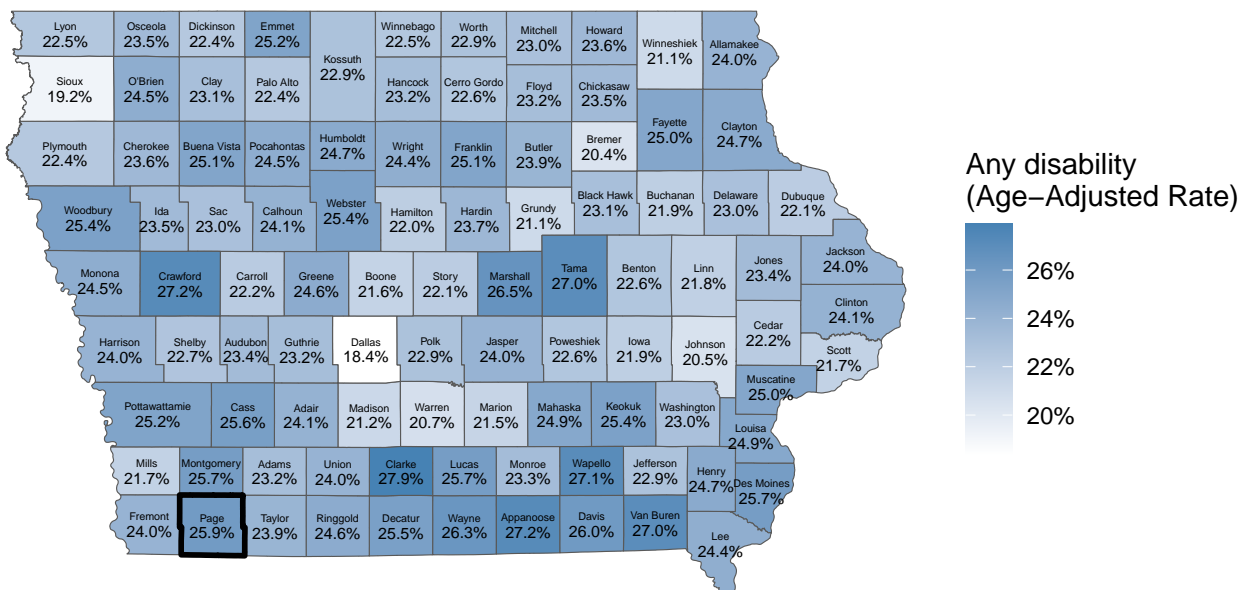 Lyon
22.5%
Osceola
23.5%
Dickinson
22.4%
Emmet
25.2%
Kossuth
22.9%
Winnebago
22.5%
Worth
22.9%
Mitchell
23.0%
Howard
23.6%
Winneshiek
21.1%
Allamakee
24.0%
Sioux
19.2%
O'Brien
24.5%
Clay
23.1%
Palo Alto
22.4%
Hancock
23.2%
Cerro Gordo
22.6%
Floyd
23.2%
Chickasaw
23.5%
Fayette
25.0%
Clayton
24.7%
Plymouth
22.4%
Cherokee
23.6%
Buena Vista
25.1%
Pocahontas
24.5%
Humboldt
24.7%
Wright
24.4%
Franklin
25.1%
Butler
23.9%
Bremer
20.4%
Woodbury
25.4%
Ida
23.5%
Sac
23.0%
Calhoun
24.1%
Webster
25.4%
Hamilton
22.0%
Hardin
23.7%
Grundy
21.1%
Black Hawk
23.1%
Buchanan
21.9%
Delaware
23.0%
Dubuque
22.1%
Monona
24.5%
Crawford
27.2%
Carroll
22.2%
Greene
24.6%
Boone
21.6%
Story
22.1%
Marshall
26.5%
Tama
27.0%
Benton
22.6%
Linn
21.8%
Jones
23.4%
Jackson
24.0%
Clinton
24.1%
Harrison
24.0%
Shelby
22.7%
Audubon
23.4%
Guthrie
23.2%
Dallas
18.4%
Polk
22.9%
Jasper
24.0%
Poweshiek
22.6%
Iowa
21.9%
Johnson
20.5%
Cedar
22.2%
Scott
21.7%
Muscatine
25.0%
Pottawattamie
25.2%
Cass
25.6%
Adair
24.1%
Madison
21.2%
Warren
20.7%
Marion
21.5%
Mahaska
24.9%
Keokuk
25.4%
Washington
23.0%
Louisa
24.9%
Mills
21.7%
Montgomery
25.7%
Adams
23.2%
Union
24.0%
Clarke
27.9%
Lucas
25.7%
Monroe
23.3%
Wapello
27.1%
Jefferson
22.9%
Henry
24.7%
Des Moines
25.7%
Fremont
24.0%
Page
25.9%
Taylor
23.9%
Ringgold
24.6%
Decatur
25.5%
Wayne
26.3%
Appanoose
27.2%
Davis
26.0%
Van Buren
27.0%
Lee
24.4%
Any disability
(Age−Adjusted Rate)
26%
24%
22%
20%